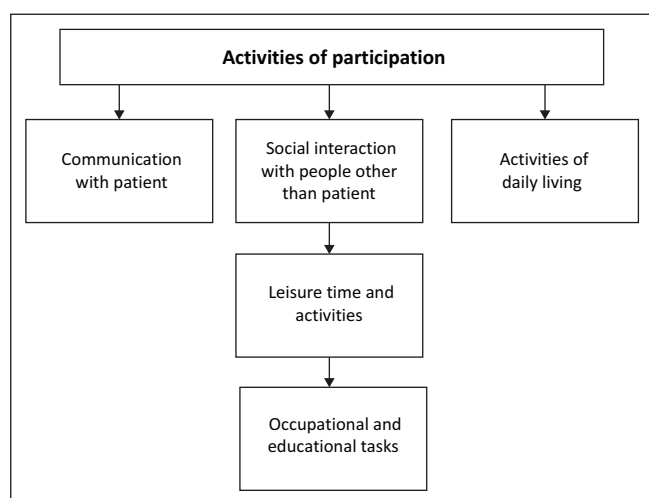 Activities of participation
Communication
with patient
Social interaction
with people other
than patient
Activities of
daily living
Leisure time and
activities
Occupational and
educational tasks